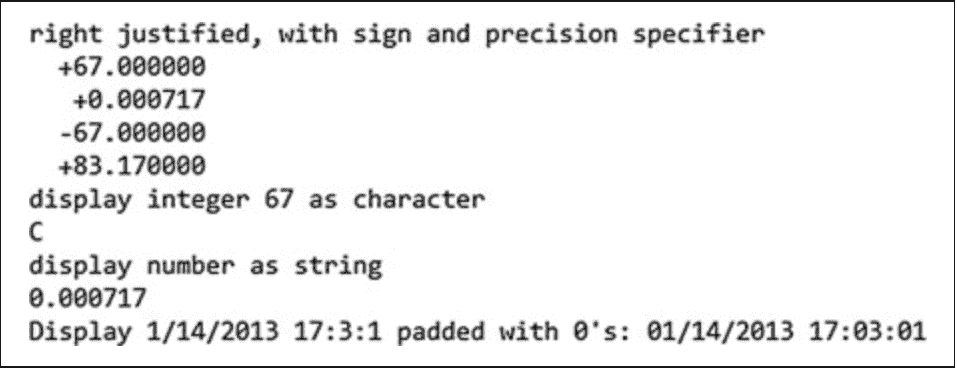 right justified, with sign and precision specifier
  +67.000000
   +0.000717
  -67.000000
  +83.170000
display integer 67 as character
C
display number as string
0.000717
Display 1/14/2013 17:3:1 padded with 0's: 01/14/2013 17:03:01